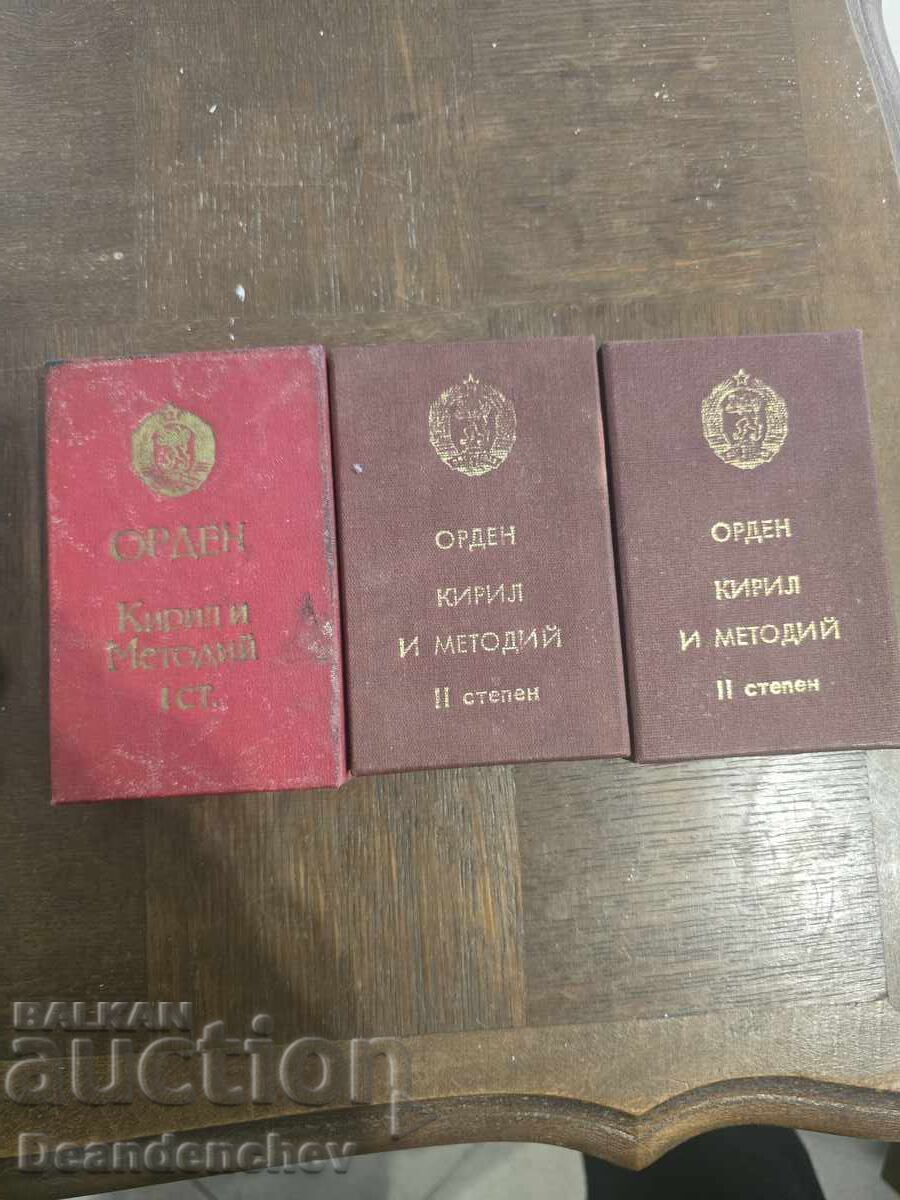 ОРДЕН
Кирил и
Методий
I СТ.
ОРДЕН
КИРИЛ
И МЕТОДИЙ
II степен
ОРДЕН
КИРИЛ
И МЕТОДИЙ
II степен
BALKAN
auction
Deandenchev